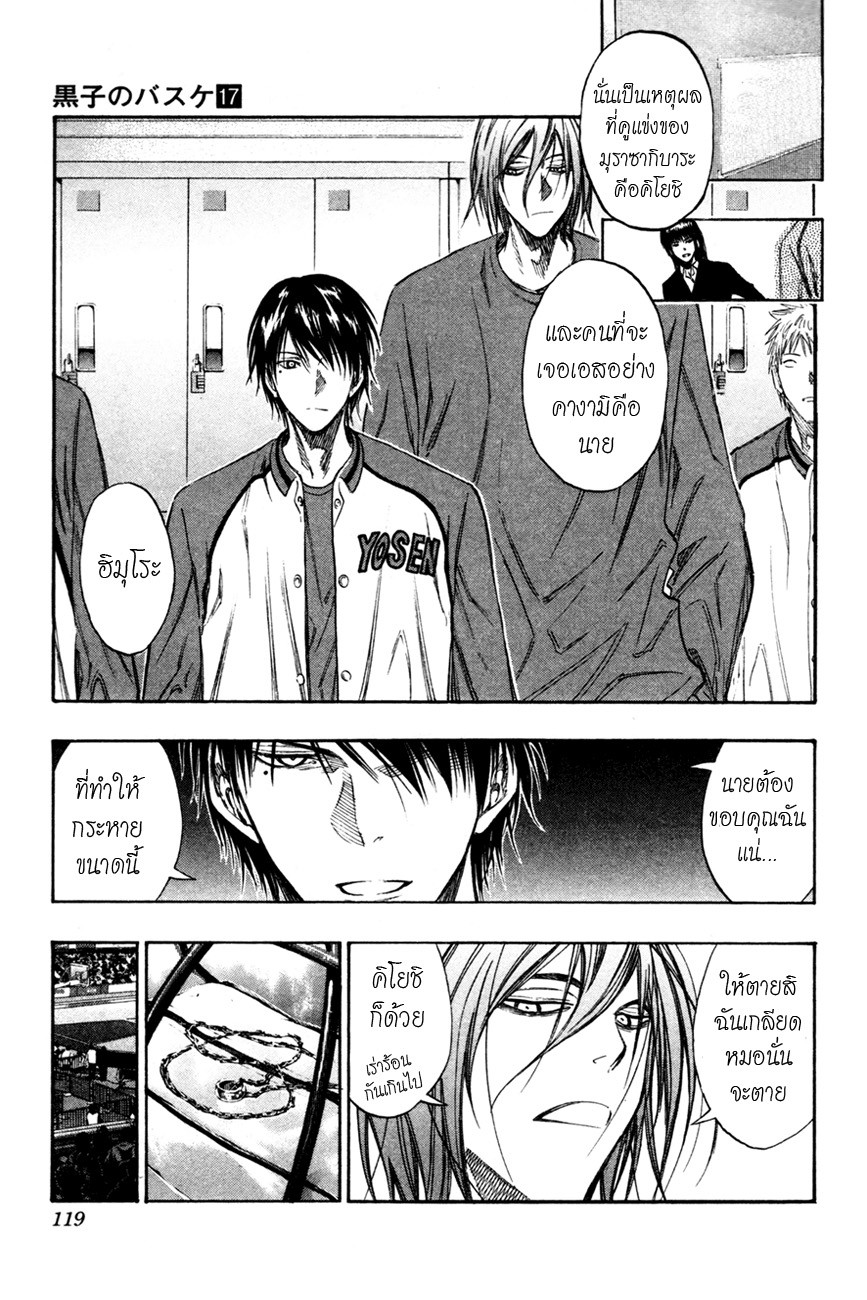 黒子のバスケ17
นั่นเป็นเหตุผล
ที่คู่แข่งของ
มุราซากิบาระ
คือคิโยชิ
และคนที่จะ
เจอเอสอย่าง
คางามิคือ
นาย
ฮิมุโระ
YOSEN
นายต้อง
ขอบคุณฉัน
แน่...
ที่ทำให้
กระหาย
ขนาดนี้
ให้ตายสิ
ฉันเกลียด
หมอนั่น
จะตาย
คิโยชิ
ก็ด้วย
เร่าร้อน
กันเกินไป
119